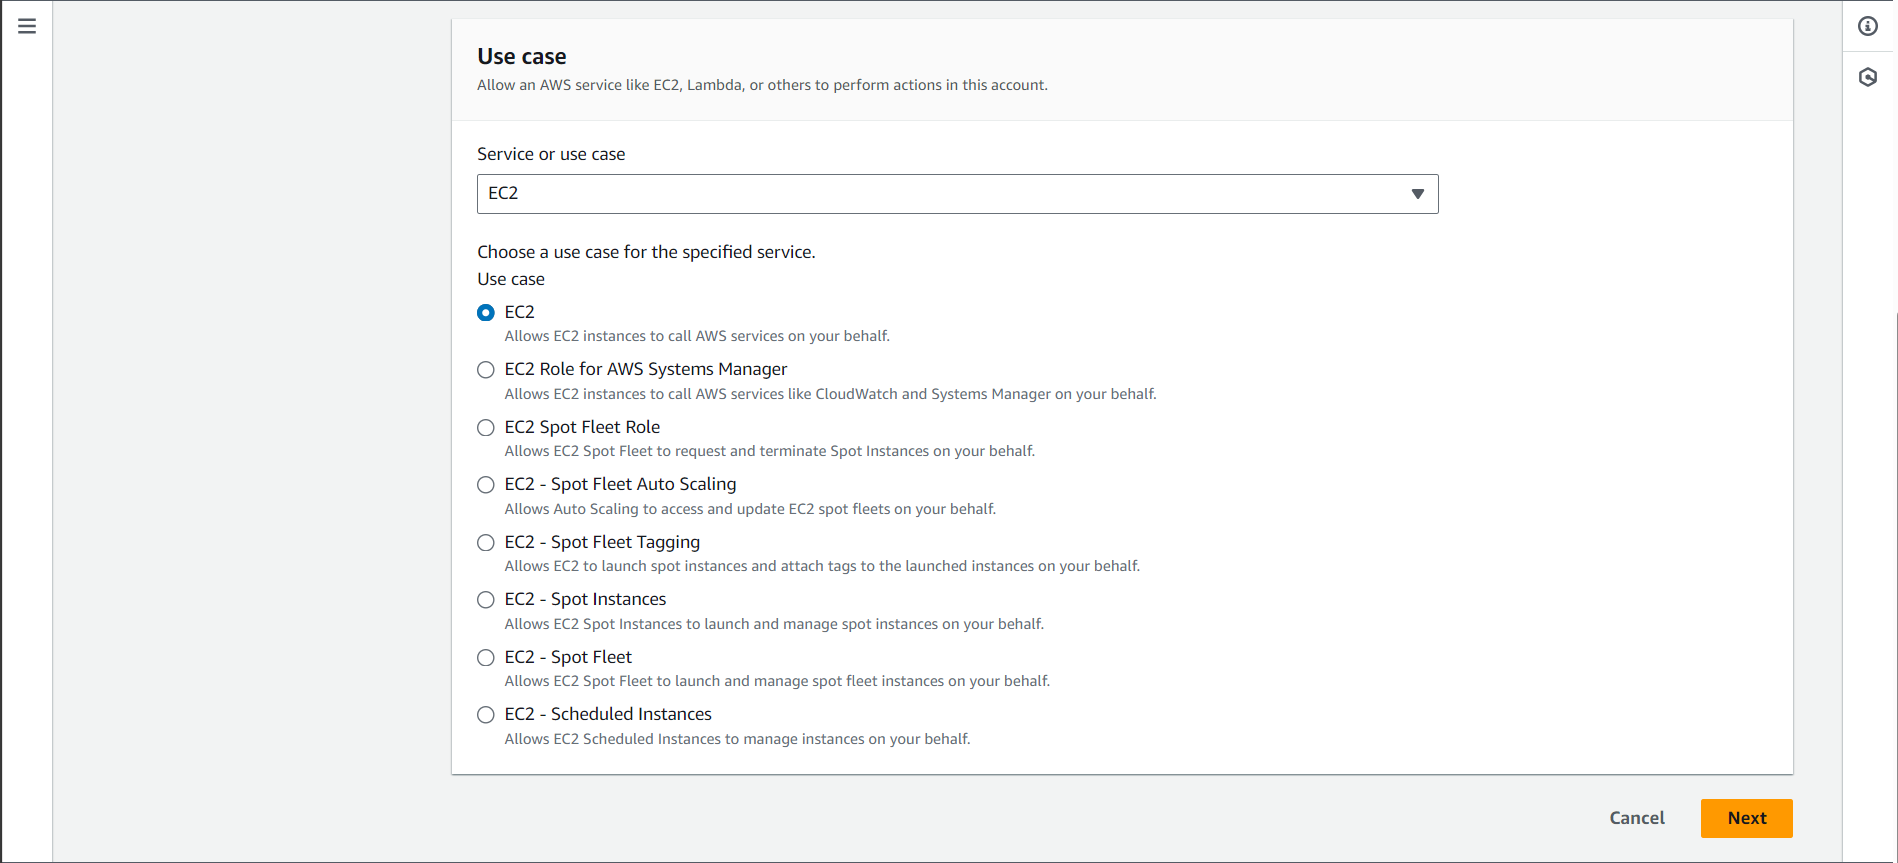 Use case
Allow an AWS service like EC2, Lambda, or others to perform actions in this account.
Service or use case
EC2
Choose a use case for the specified service.
Use case
EC2
Allows EC2 instances to call AWS services on your behalf.
EC2 Role for AWS Systems Manager
Allows EC2 instances to call AWS services like CloudWatch and Systems Manager on your behalf.
EC2 Spot Fleet Role
Allows EC2 Spot Fleet to request and terminate Spot Instances on your behalf.
EC2 - Spot Fleet Auto Scaling
Allows Auto Scaling to access and update EC2 spot fleets on your behalf.
EC2 - Spot Fleet Tagging
Allows EC2 to launch spot instances and attach tags to the launched instances on your behalf.
EC2 - Spot Instances
Allows EC2 Spot Instances to launch and manage spot instances on your behalf.
EC2 - Spot Fleet
Allows EC2 Spot Fleet to launch and manage spot fleet instances on your behalf.
EC2 - Scheduled Instances
Allows EC2 Scheduled Instances to manage instances on your behalf.
Cancel
Next